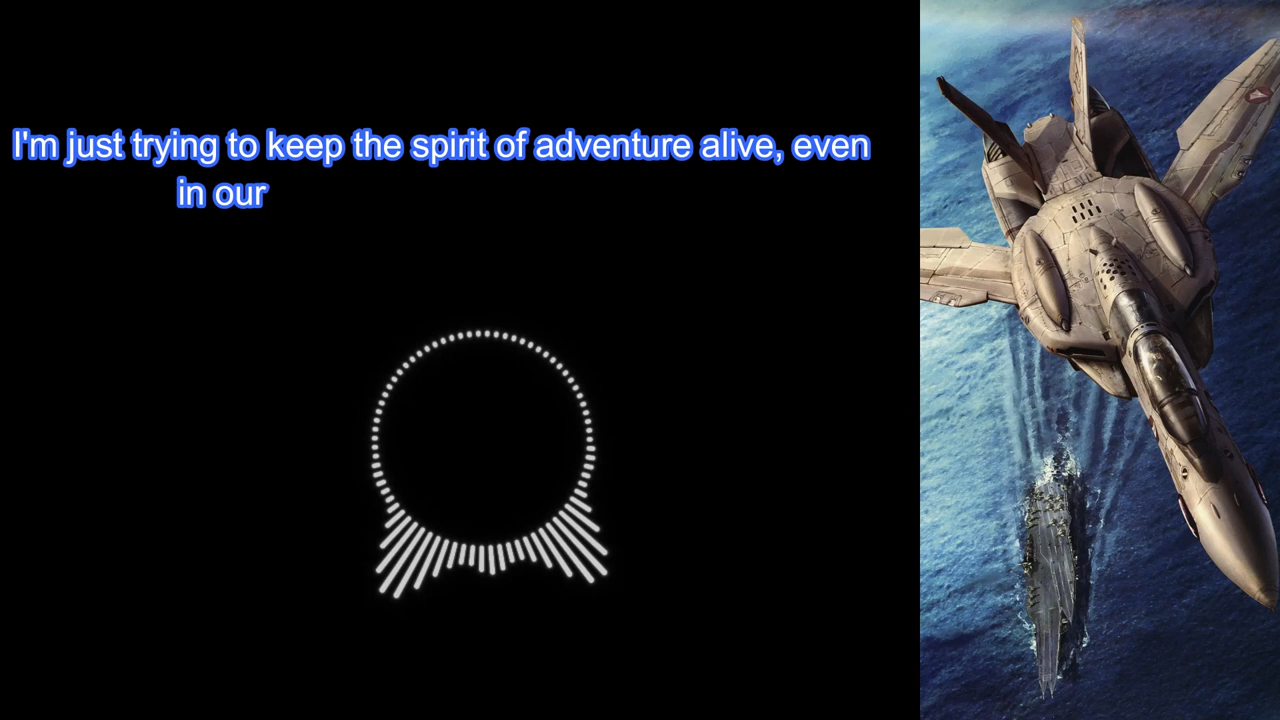 I'm just trying to keep the spirit of adventure alive, even
in our